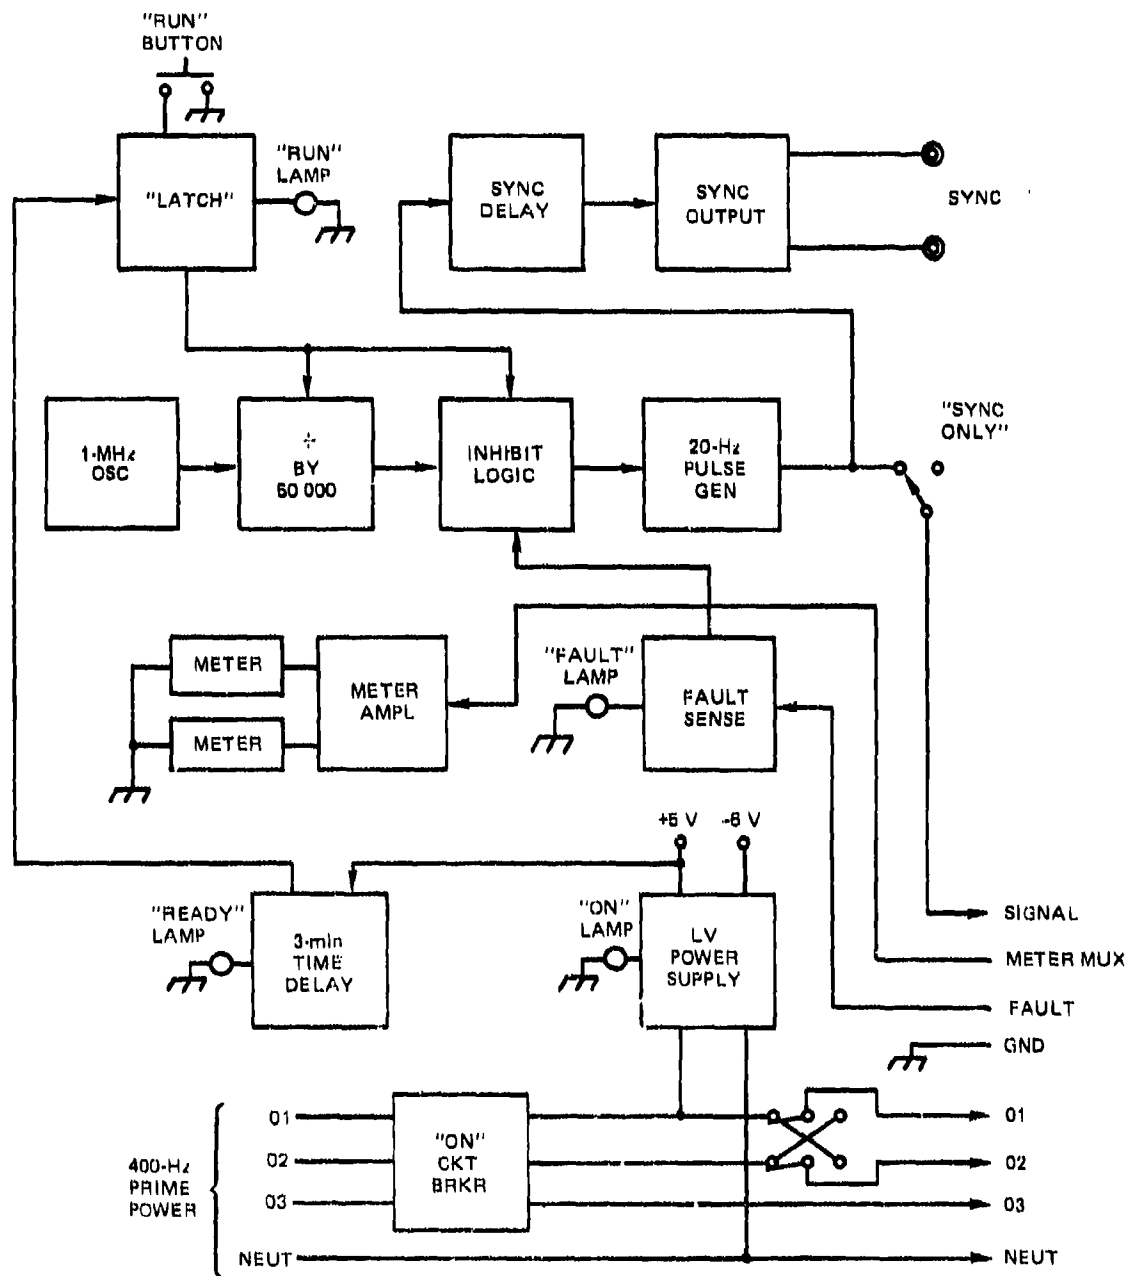 "RUN"
BUTTON
"RUN"
LAMP
"LATCH"
SYNC
DELAY
SYNC
OUTPUT
SYNC
1-MHz
OSC
÷
BY
50 000
INHIBIT
LOGIC
20-Hz
PULSE
GEN
"SYNC
ONLY"
METER
METER
METER
AMPL
"FAULT"
LAMP
FAULT
SENSE
+5 V
-6 V
"READY"
LAMP
3-min
TIME
DELAY
"ON"
LAMP
LV
POWER
SUPPLY
SIGNAL
METER MUX
FAULT
GND
400-Hz
PRIME
POWER
01
02
03
NEUT
"ON"
CKT
BRKR
01
02
03
NEUT